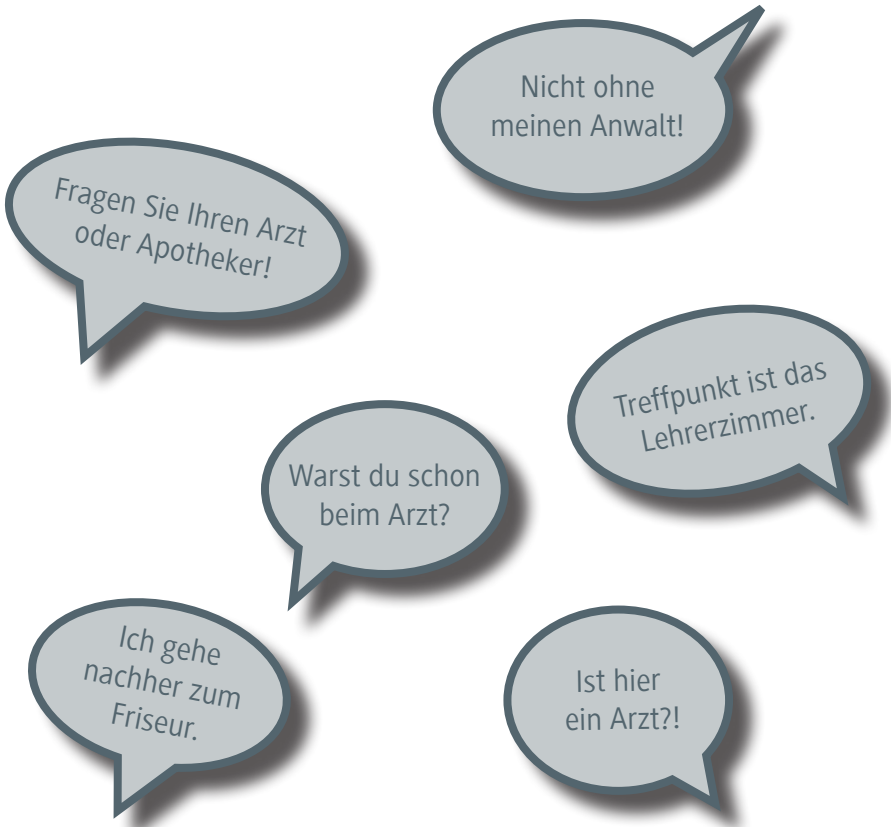 Nicht ohne
meinen Anwalt!
Fragen Sie Ihren Arzt
oder Apotheker!
Treffpunkt ist das
Lehrerzimmer.
Warst du schon
beim Arzt?
Ich gehe
nachher zum
Friseur.
Ist hier
ein Arzt?!